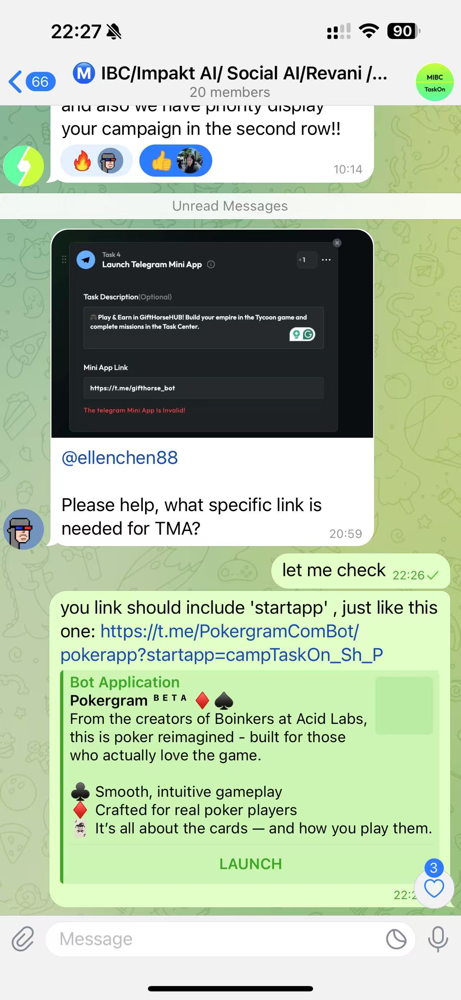 22:27
90
66
M IBC/Impakt AI/ Social AI/Revani /...
20 members
MIBC
TaskOn
and also we have priority display
your campaign in the second row!!
10:14
Unread Messages
Task 4
Launch Telegram Mini App
+1
Task Description(Optional)
🎮 Play & Earn in GiftHorseHUB! Build your empire in the Tycoon game and
complete missions in the Task Center.
Mini App Link
https://t.me/gifthorse_bot
The telegram Mini App Is Invalid!
@ellenchen88
Please help, what specific link is
needed for TMA?
20:59
let me check 22:26
you link should include 'startapp' , just like this
one: https://t.me/PokergramComBot/
pokerapp?startapp=campTaskOn_Sh_P
Bot Application
Pokergram ᴮᴱᵀᴬ ♦️ ♠️
From the creators of Boinkers at Acid Labs,
this is poker reimagined - built for those
who actually love the game.
♣️ Smooth, intuitive gameplay
♦️ Crafted for real poker players
🃏 It’s all about the cards — and how you play them.
LAUNCH
3
Message